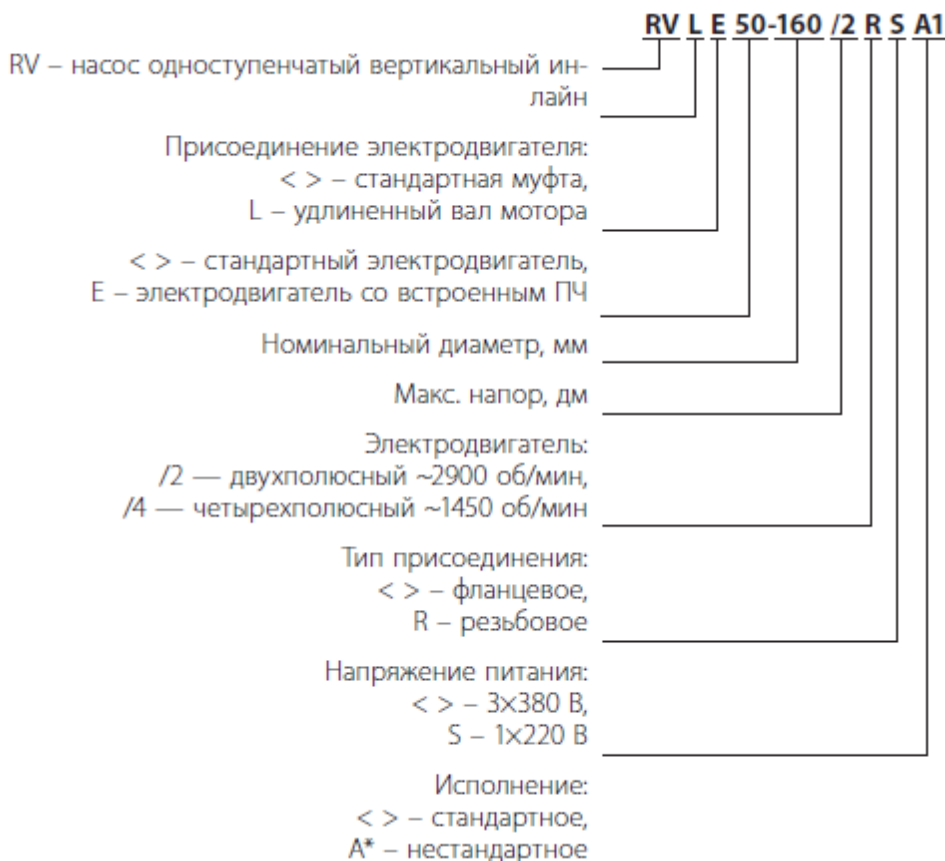 RV L E 50-160 /2 R S A1
RV – насос одноступенчатый вертикальный ин-
лайн
Присоединение электродвигателя:
< > – стандартная муфта,
L – удлиненный вал мотора
< > – стандартный электродвигатель,
E – электродвигатель со встроенным ПЧ
Номинальный диаметр, мм
Макс. напор, дм
Электродвигатель:
/2 — двухполюсный ~2900 об/мин,
/4 — четырехполюсный ~1450 об/мин
Тип присоединения:
< > – фланцевое,
R – резьбовое
Напряжение питания:
< > – 3×380 В,
S – 1×220 В
Исполнение:
< > – стандартное,
A* – нестандартное